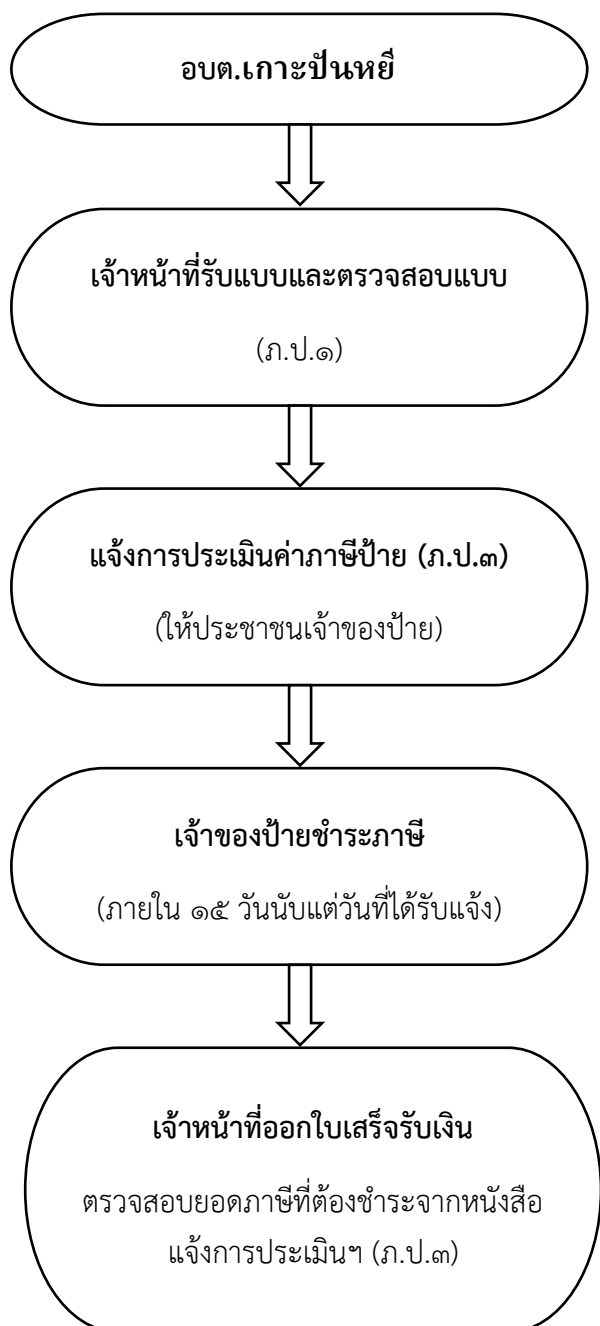 อบต.เกาะปันหยี
เจ้าหน้าที่รับแบบและตรวจสอบแบบ
(ภ.ป.๑)
แจ้งการประเมินค่าภาษีป้าย (ภ.ป.๓)
(ให้ประชาชนเจ้าของป้าย)
เจ้าของป้ายชำระภาษี
(ภายใน ๑๕ วันนับแต่วันที่ได้รับแจ้ง)
เจ้าหน้าที่ออกใบเสร็จรับเงิน
ตรวจสอบยอดภาษีที่ต้องชำระจากหนังสือ
แจ้งการประเมินฯ (ภ.ป.๓)